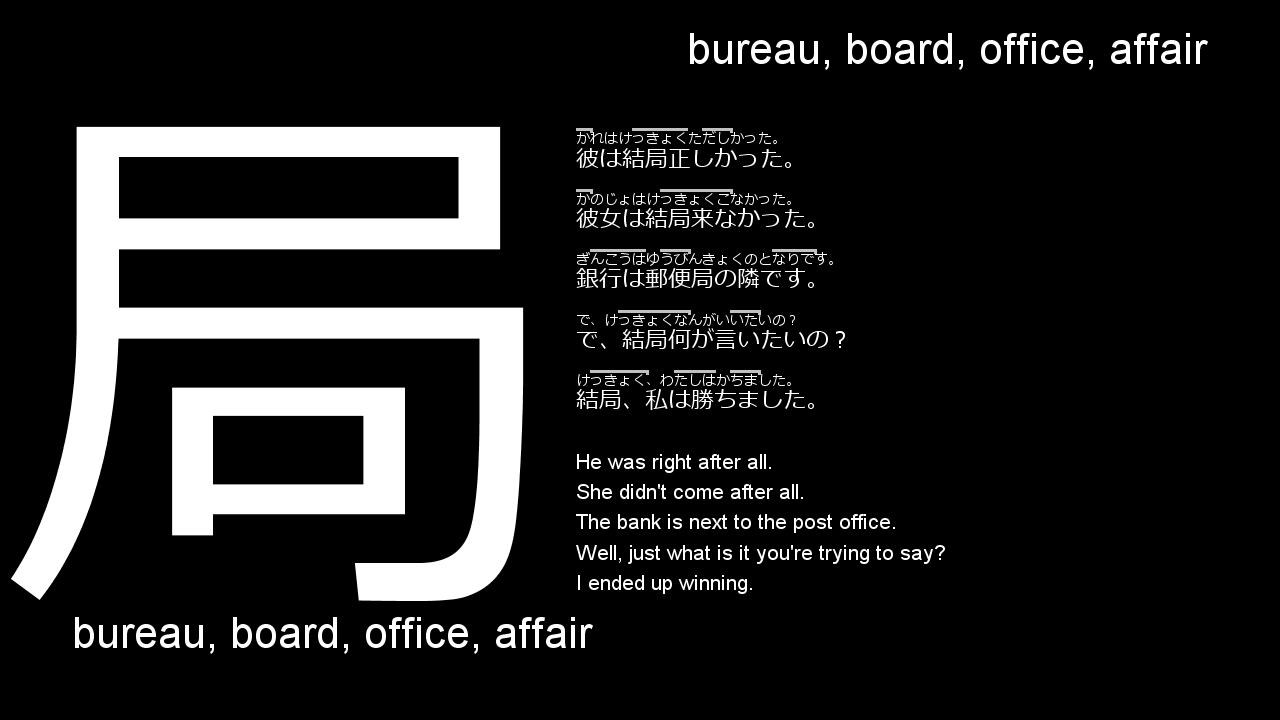 bureau, board, office, affair
局
かれはけっきょくただしかった。
彼は結局正しかった。
かのじょはけっきょくこなかった。
彼女は結局来なかった。
ぎんこうはゆうびんきょくのとなりです。
銀行は郵便局の隣です。
で、けっきょくなんがいいたいの？
で、結局何が言いたいの？
けっきょく、わたしはかちました。
結局、私は勝ちました。
He was right after all.
She didn't come after all.
The bank is next to the post office.
Well, just what is it you're trying to say?
I ended up winning.
bureau, board, office, affair